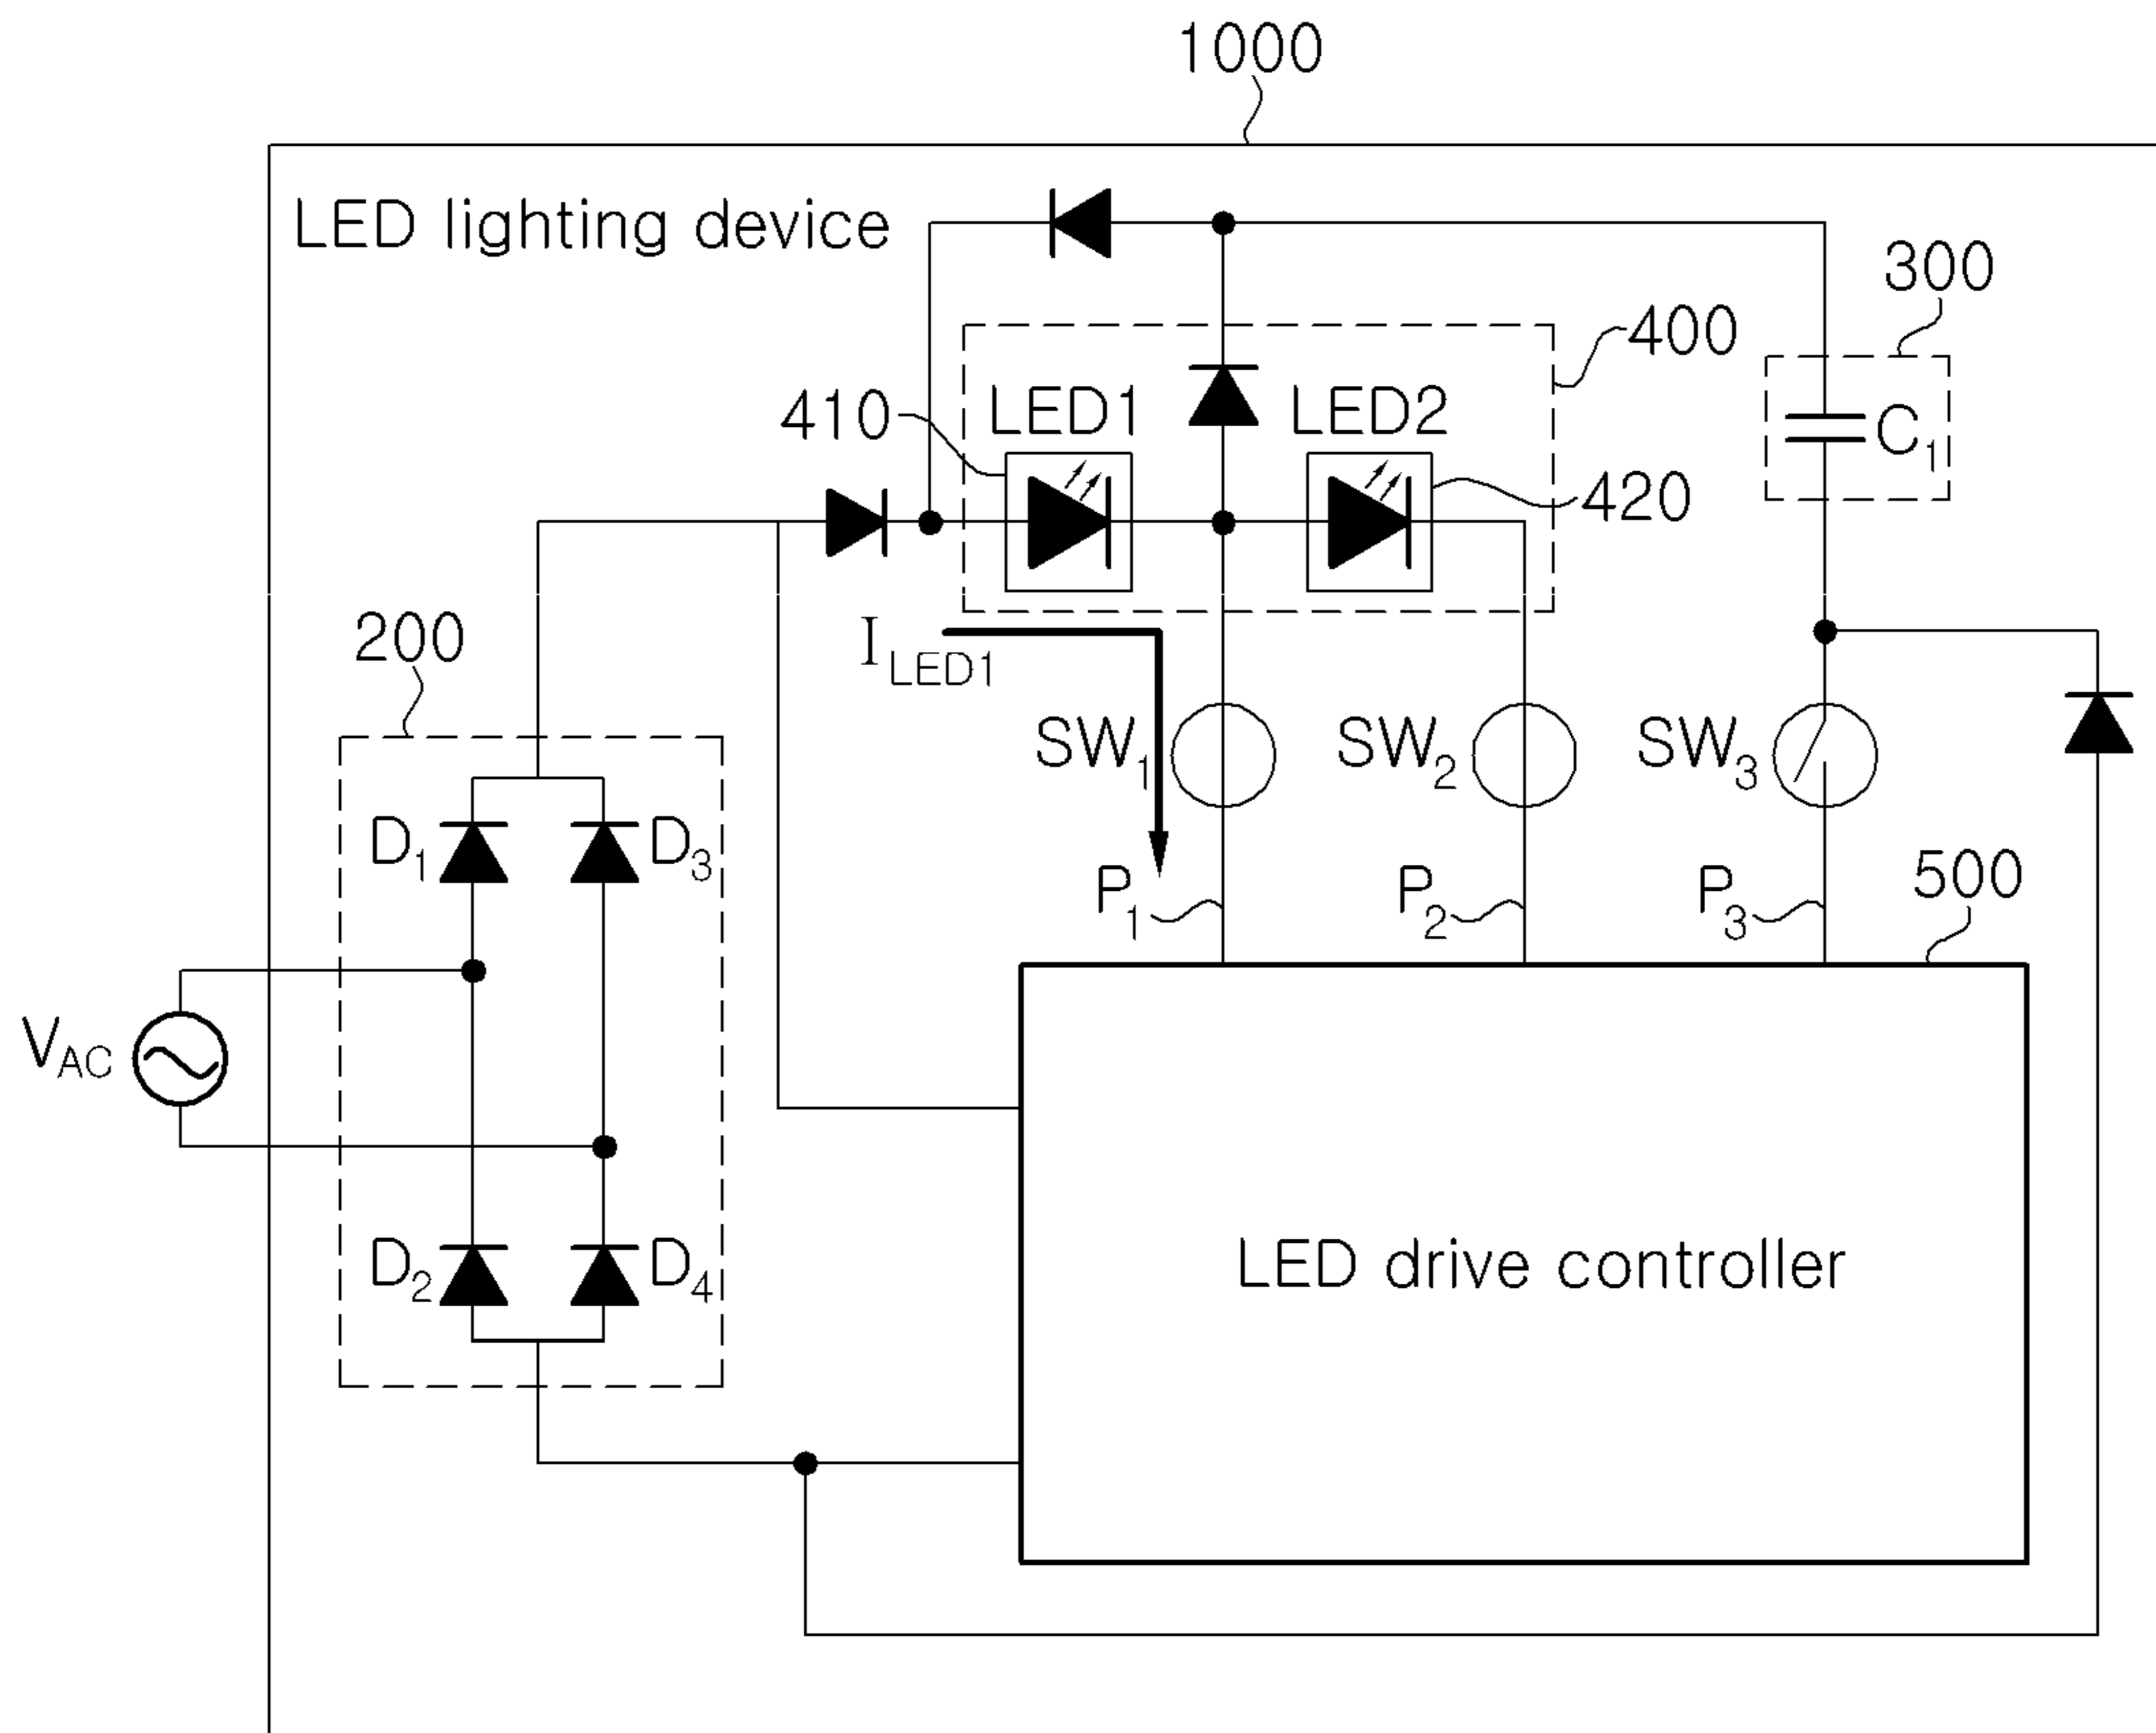 1000
LED lighting device
300
400
410
LED1
LED2
C1
420
200
ILED1
SW1
SW2
SW3
D1
D3
P1
P2
P3
500
VAC
D2
D4
LED drive controller